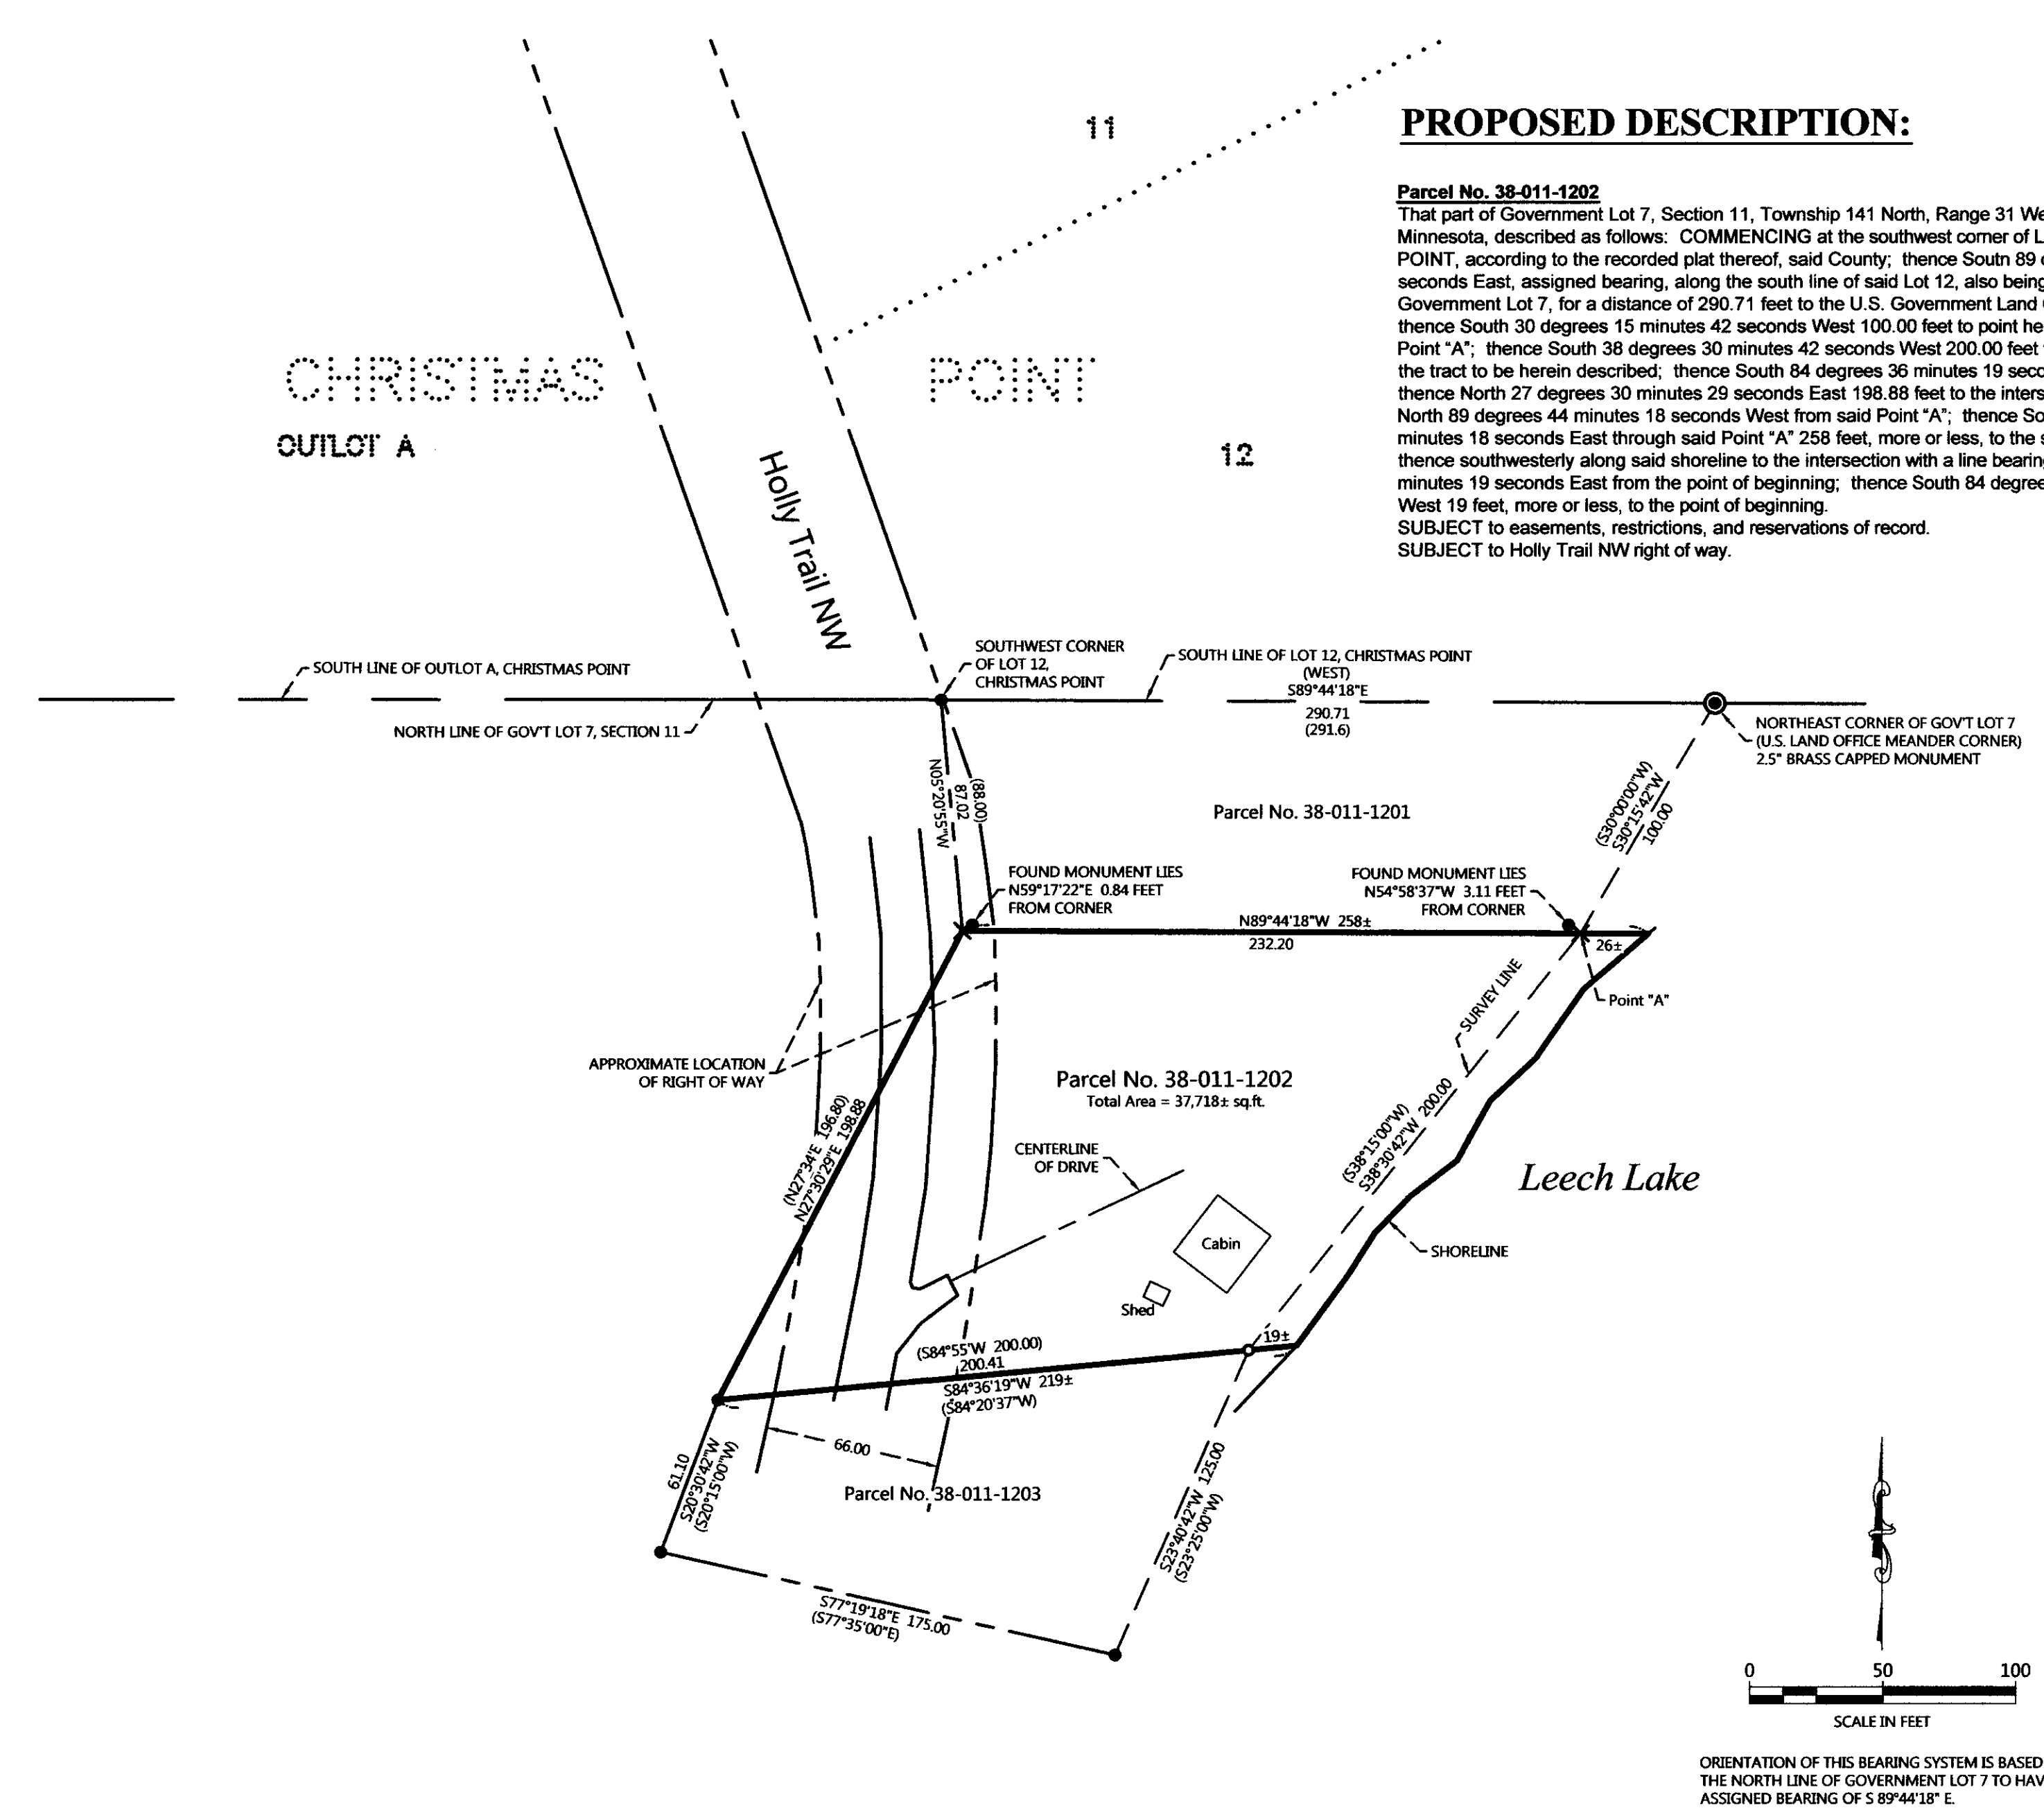 11
PROPOSED DESCRIPTION:
Parcel No. 38-011-1202
That part of Government Lot 7, Section 11, Township 141 North, Range 31 We
Minnesota, described as follows: COMMENCING at the southwest corner of L
POINT, according to the recorded plat thereof, said County; thence Soutn 89
seconds East, assigned bearing, along the south line of said Lot 12, also being
Government Lot 7, for a distance of 290.71 feet to the U.S. Government Land
thence South 30 degrees 15 minutes 42 seconds West 100.00 feet to point he
Point "A"; thence South 38 degrees 30 minutes 42 seconds West 200.00 feet
the tract to be herein described; thence South 84 degrees 36 minutes 19 seco
thence North 27 degrees 30 minutes 29 seconds East 198.88 feet to the inters
North 89 degrees 44 minutes 18 seconds West from said Point "A"; thence So
minutes 18 seconds East through said Point "A" 258 feet, more or less, to the s
thence southwesterly along said shoreline to the intersection with a line bearing
minutes 19 seconds East from the point of beginning; thence South 84 degree
West 19 feet, more or less, to the point of beginning.
SUBJECT to easements, restrictions, and reservations of record.
SUBJECT to Holly Trail NW right of way.
CHRISTMAS POINT
OUTLOT A
12
Holly Trail NW
SOUTH LINE OF OUTLOT A, CHRISTMAS POINT
NORTH LINE OF GOV'T LOT 7, SECTION 11
SOUTHWEST CORNER
OF LOT 12,
CHRISTMAS POINT
SOUTH LINE OF LOT 12, CHRISTMAS POINT
(WEST)
S89°44'18"E
290.71
(291.6)
NORTHEAST CORNER OF GOV'T LOT 7
(U.S. LAND OFFICE MEANDER CORNER)
2.5" BRASS CAPPED MONUMENT
N05°20'55"W
87.02
(88.00)
Parcel No. 38-011-1201
(S30°00'00"W)
S30°15'42"W
100.00
FOUND MONUMENT LIES
N59°17'22"E 0.84 FEET
FROM CORNER
FOUND MONUMENT LIES
N54°58'37"W 3.11 FEET
FROM CORNER
N89°44'18"W 258±
232.20
26±
Point "A"
SURVEY LINE
APPROXIMATE LOCATION
OF RIGHT OF WAY
Parcel No. 38-011-1202
Total Area = 37,718± sq.ft.
(N27°34'E 196.80)
N27°30'29"E 198.88
CENTERLINE
OF DRIVE
(S38°15'00"W)
S38°30'42"W 200.00
Leech Lake
Cabin
SHORELINE
Shed
19±
(S84°55'W 200.00)
200.41
S84°36'19"W 219±
(S84°20'37"W)
66.00
61.10
S20°30'42"W
(S20°15'00"W)
Parcel No. 38-011-1203
S23°40'42"W 125.00
(S23°25'00"W)
S77°19'18"E 175.00
(S77°35'00"E)
0 50 100
SCALE IN FEET
ORIENTATION OF THIS BEARING SYSTEM IS BASED
THE NORTH LINE OF GOVERNMENT LOT 7 TO HAV
ASSIGNED BEARING OF S 89°44'18" E.